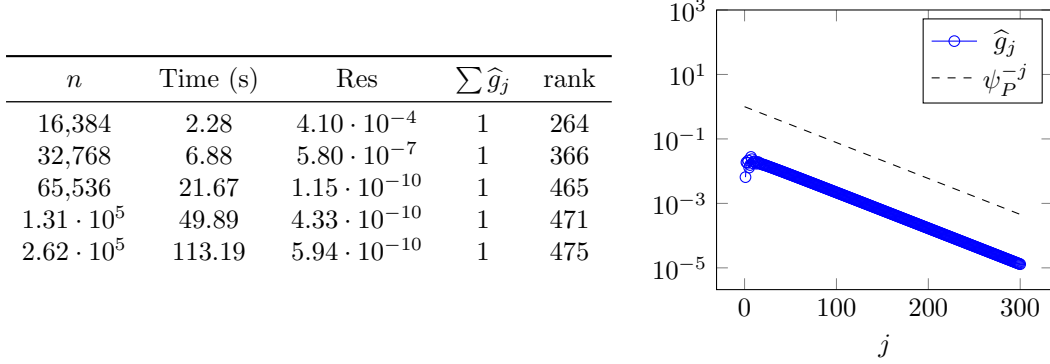 n Time (s) Res ∑ ĝ_j rank
16,384 2.28 4.10 · 10^−4 1 264
32,768 6.88 5.80 · 10^−7 1 366
65,536 21.67 1.15 · 10^−10 1 465
1.31 · 10^5 49.89 4.33 · 10^−10 1 471
2.62 · 10^5 113.19 5.94 · 10^−10 1 475
10^3
10^1
10^−1
10^−3
10^−5
ĝ_j
ψ_P^−j
0 100 200 300
j